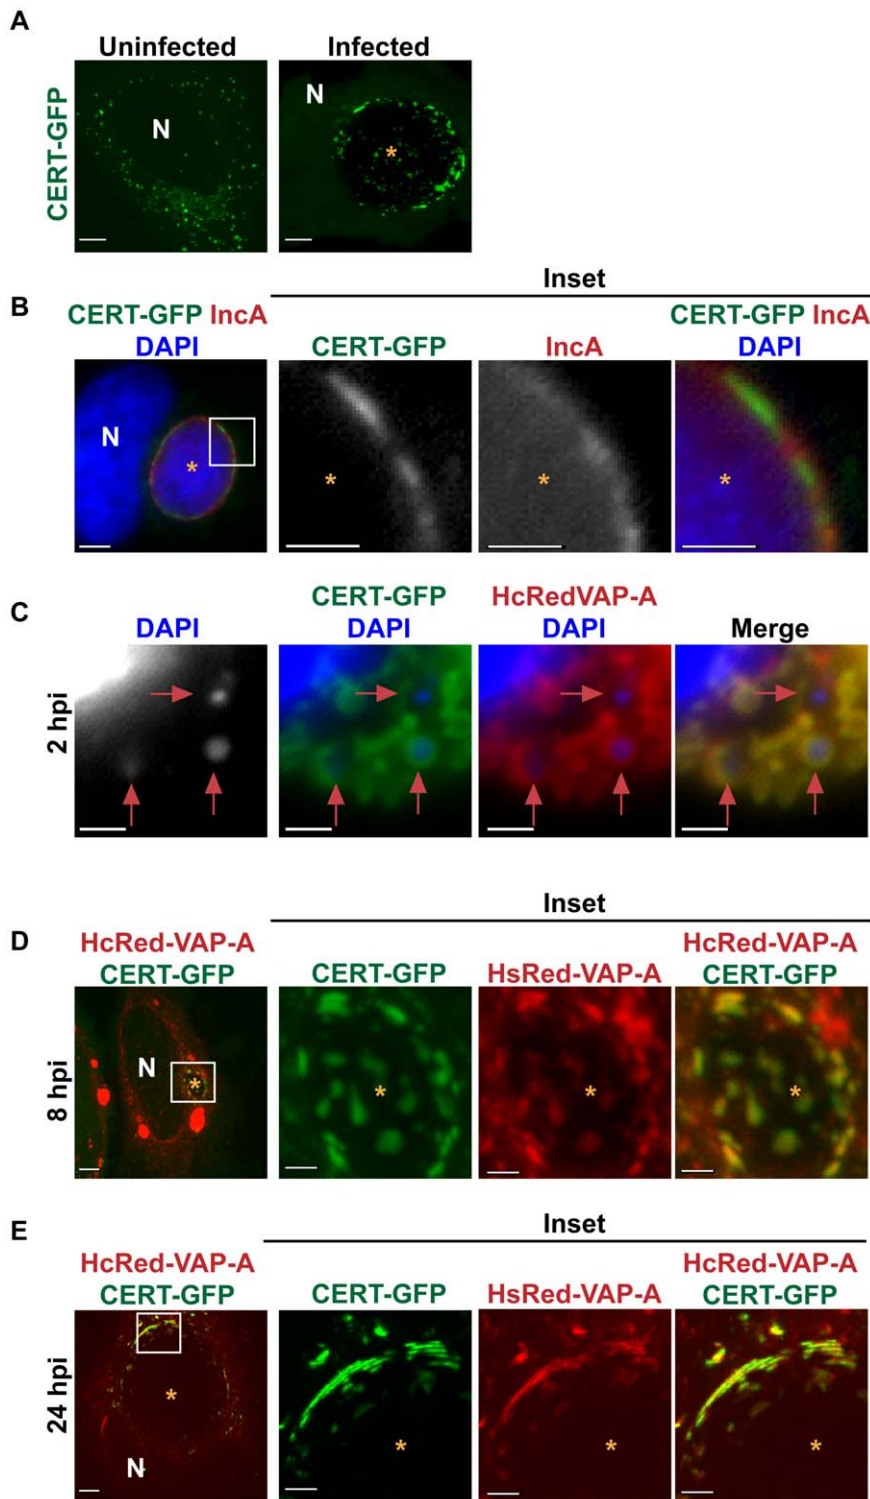 A
Uninfected
Infected
CERT-GFP
N
N
*
Inset
B
CERT-GFP IncA
DAPI
CERT-GFP
IncA
CERT-GFP IncA
DAPI
N
*
*
*
*
C
DAPI
CERT-GFP
DAPI
HcRedVAP-A
DAPI
Merge
2 hpi
Inset
D
HcRed-VAP-A
CERT-GFP
CERT-GFP
HsRed-VAP-A
HcRed-VAP-A
CERT-GFP
8 hpi
N
*
*
*
*
Inset
E
HcRed-VAP-A
CERT-GFP
CERT-GFP
HsRed-VAP-A
HcRed-VAP-A
CERT-GFP
24 hpi
*
N
*
*
*